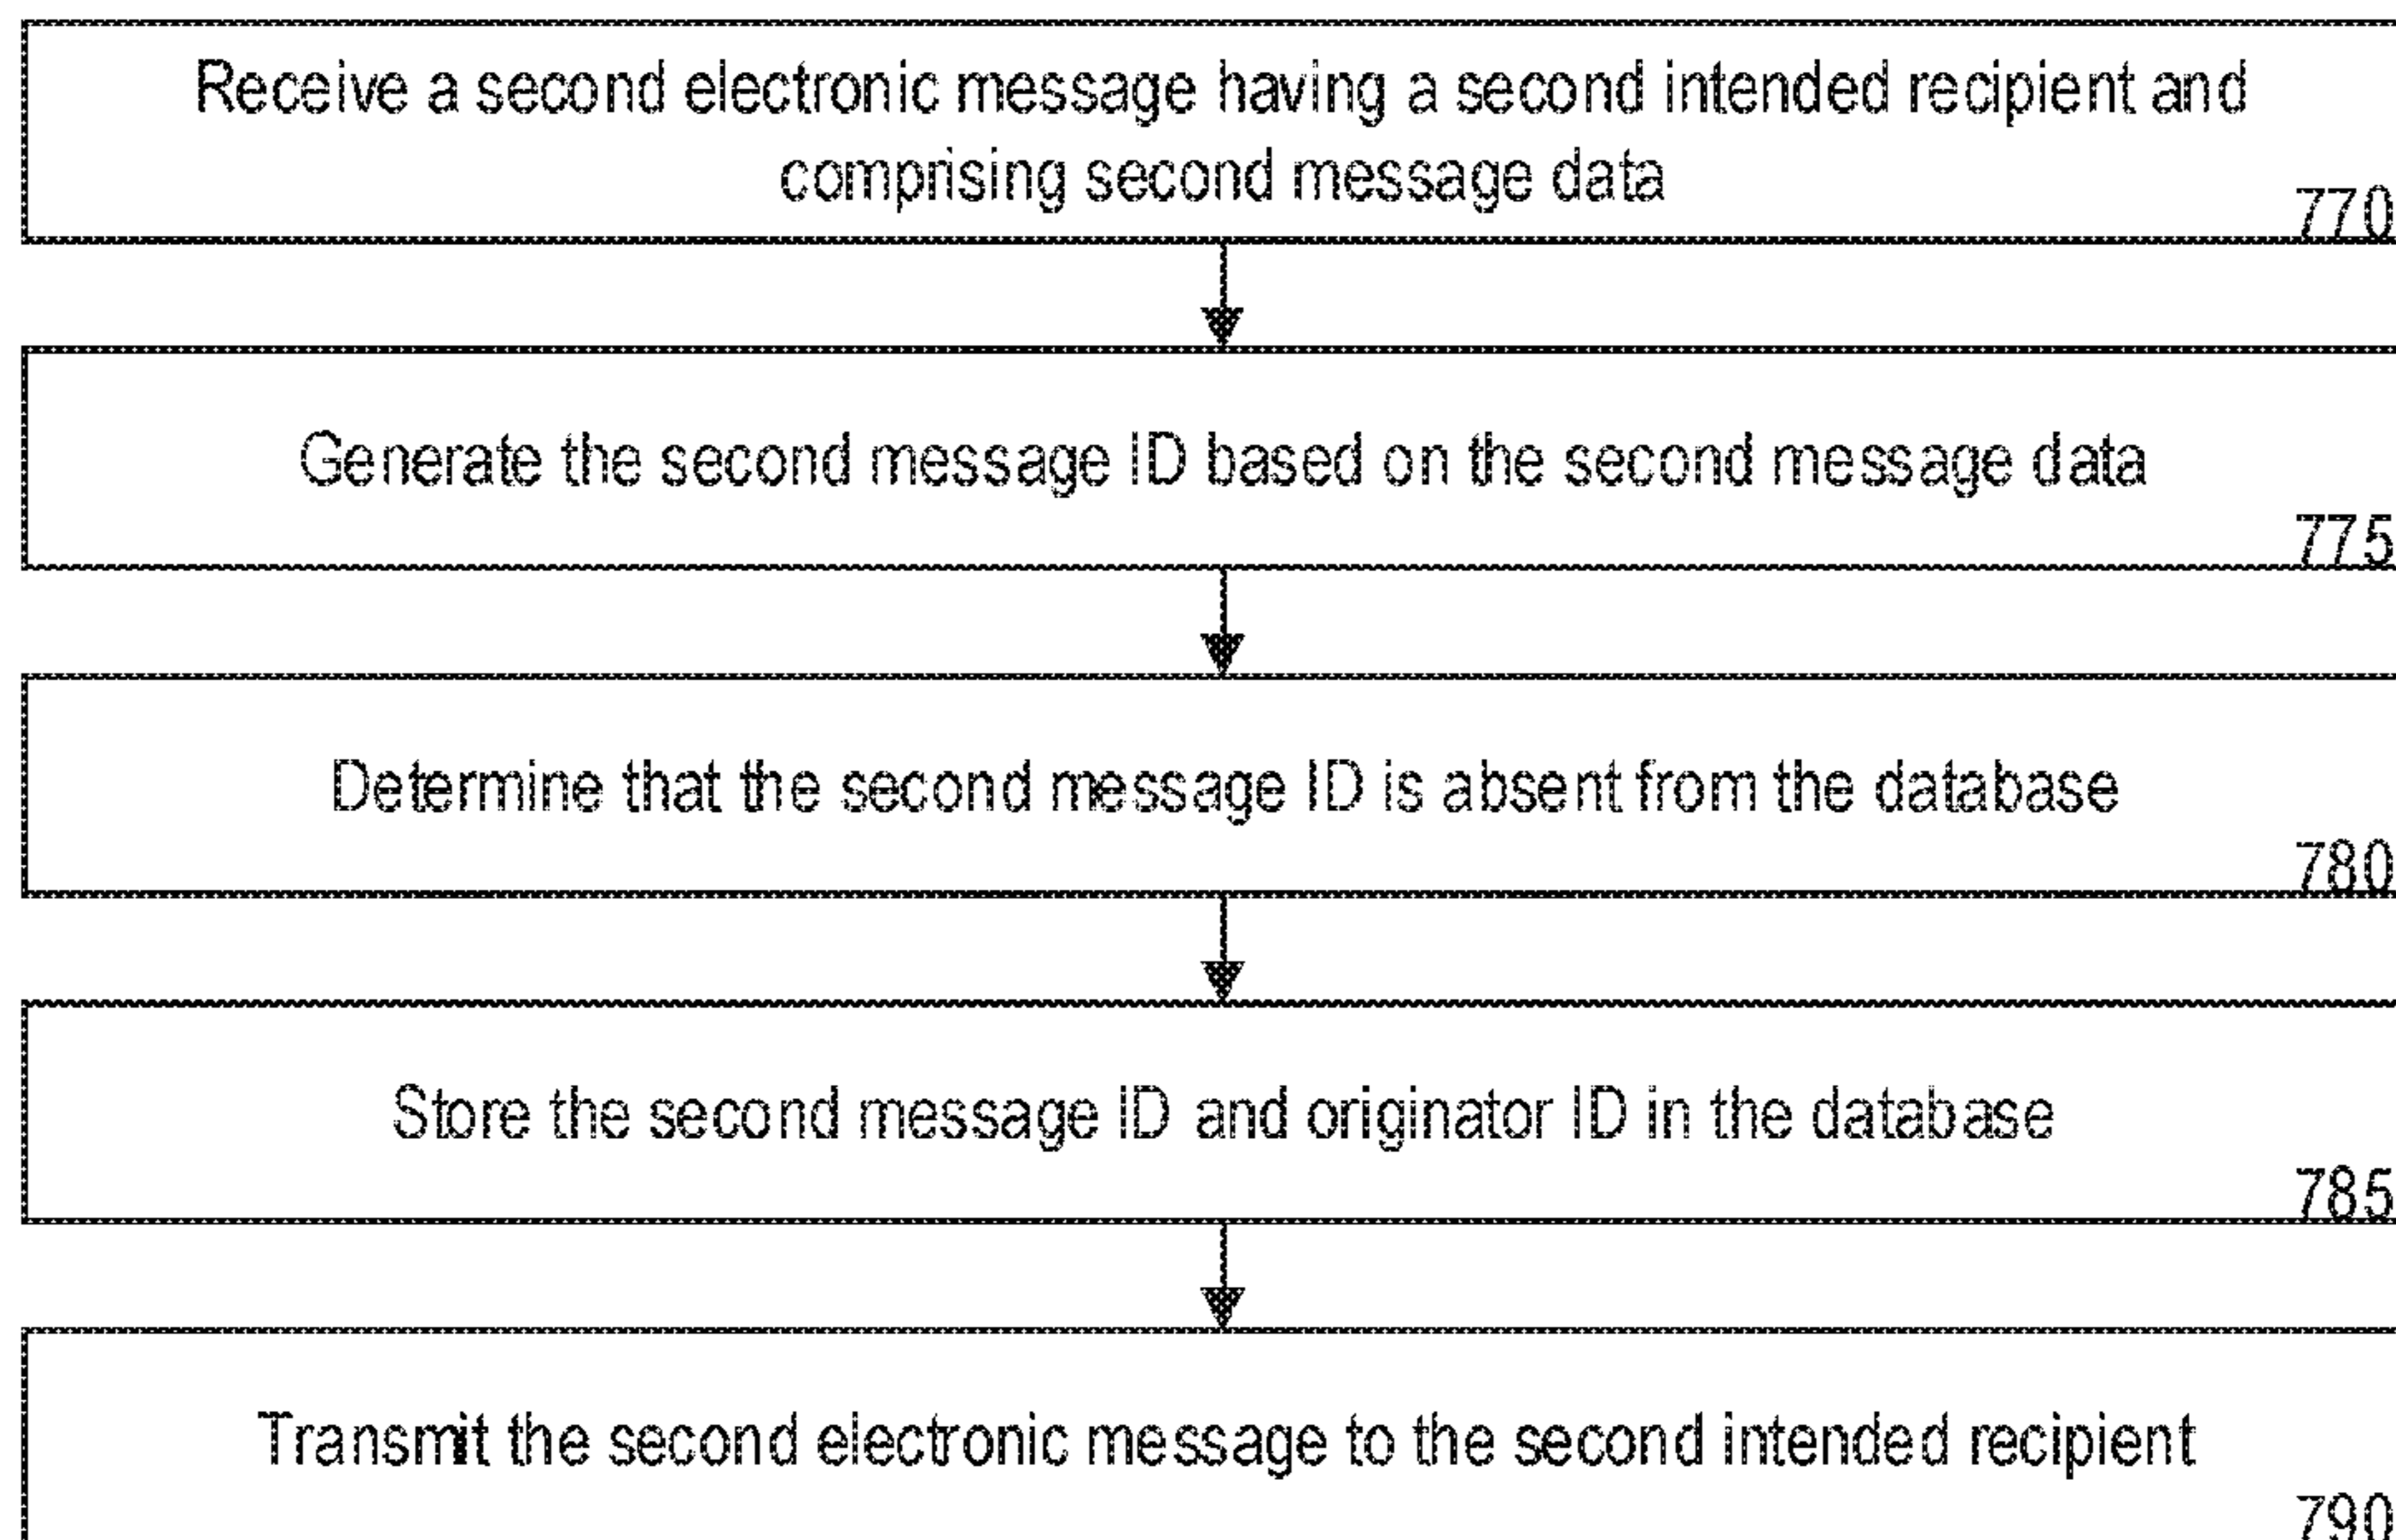 Receive a second electronic message having a second intended recipient and
comprising second message data
770
Generate the second message ID based on the second message data
775
Determine that the second message ID is absent from the database
780
Store the second message ID and originator ID in the database
785
Transmit the second electronic message to the second intended recipient
790